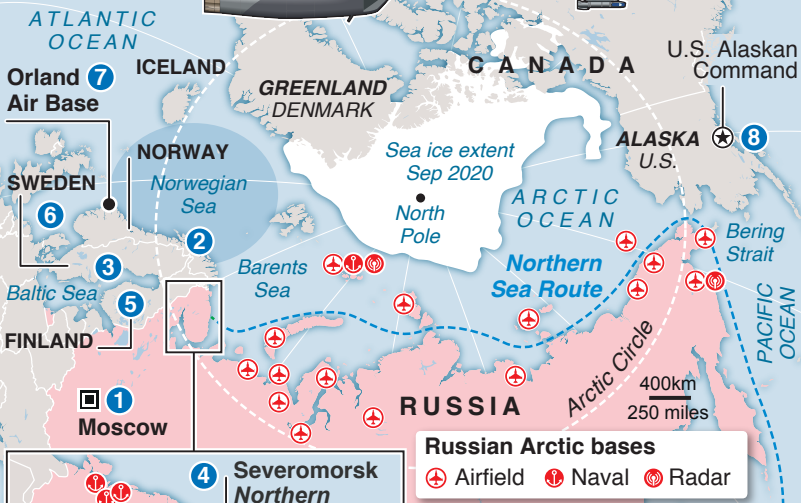 ATLANTIC
OCEAN
Orland 7
Air Base
ICELAND
GREENLAND
DENMARK
CANADA
U.S. Alaskan
Command
ALASKA 8
U.S.
Sea ice extent
Sep 2020
North
Pole
ARCTIC
OCEAN
NORWAY
Norwegian
Sea
SWEDEN
6
2
3
Baltic Sea
5
FINLAND
Barents
Sea
Northern
Sea Route
Bering
Strait
PACIFIC
OCEAN
Arctic Circle
RUSSIA
1
Moscow
400km
250 miles
Russian Arctic bases
Airfield Naval Radar
4 Severomorsk
Northern